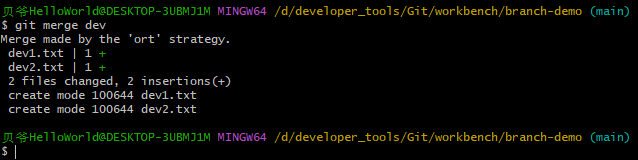 贝爷HelloWorld@DESKTOP-3UBMJ1M MINGW64 /d/developer_tools/Git/workbench/branch-demo (main)
$ git merge dev
Merge made by the 'ort' strategy.
 dev1.txt | 1 +
 dev2.txt | 1 +
 2 files changed, 2 insertions(+)
 create mode 100644 dev1.txt
 create mode 100644 dev2.txt
贝爷HelloWorld@DESKTOP-3UBMJ1M MINGW64 /d/developer_tools/Git/workbench/branch-demo (main)
$